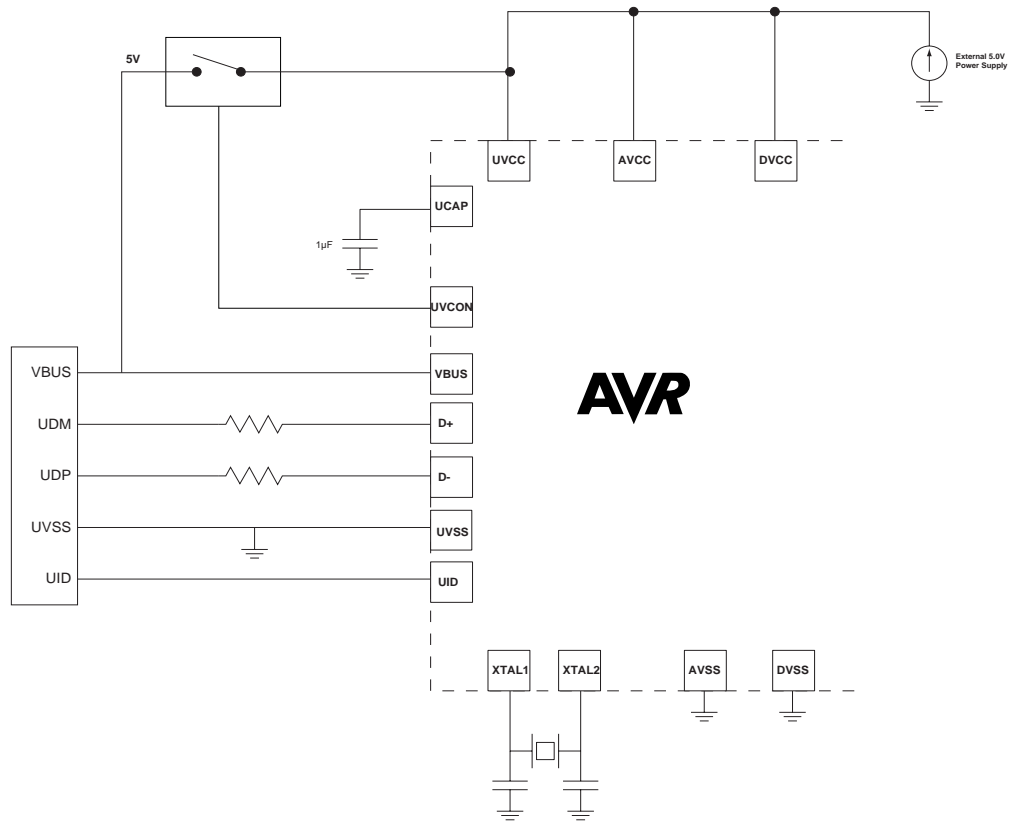 5V
External 5.0V
Power Supply
UVCC
AVCC
DVCC
UCAP
1µF
UVCON
VBUS
VBUS
UDM
D+
UDP
D-
UVSS
UVSS
UID
UID
AVR
XTAL1
XTAL2
AVSS
DVSS